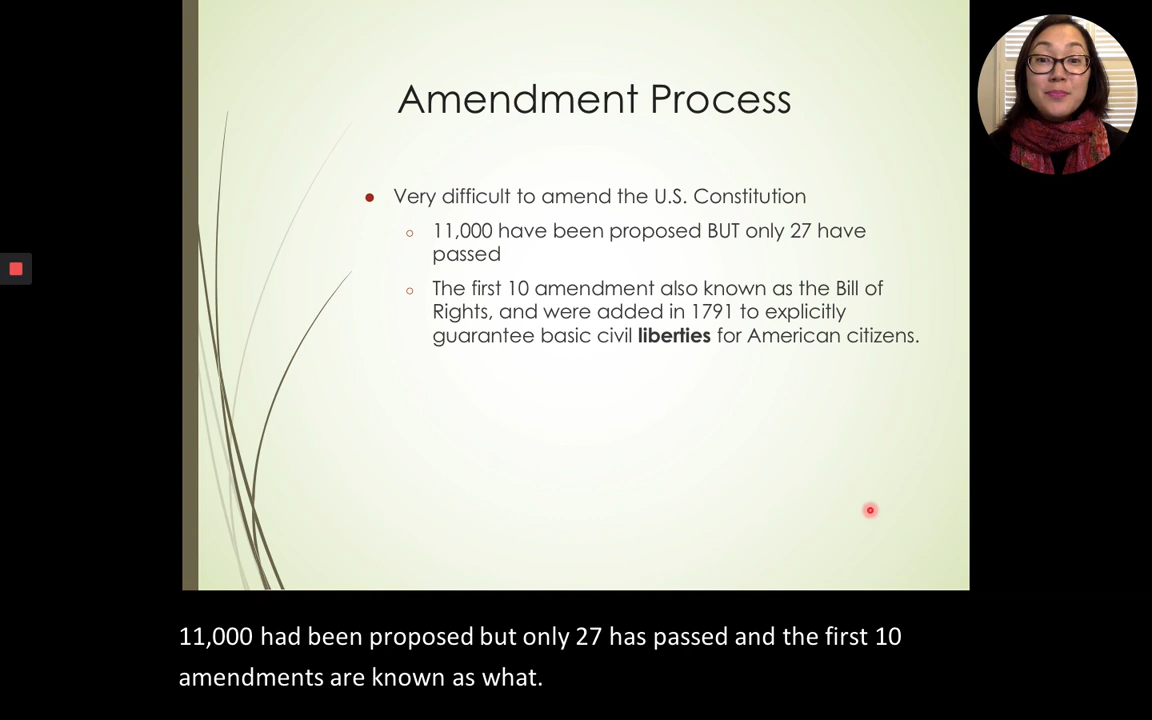 Amendment Process
Very difficult to amend the U.S. Constitution
11,000 have been proposed BUT only 27 have
passed
The first 10 amendment also known as the Bill of
Rights, and were added in 1791 to explicitly
guarantee basic civil liberties for American citizens.
11,000 had been proposed but only 27 has passed and the first 10
amendments are known as what.